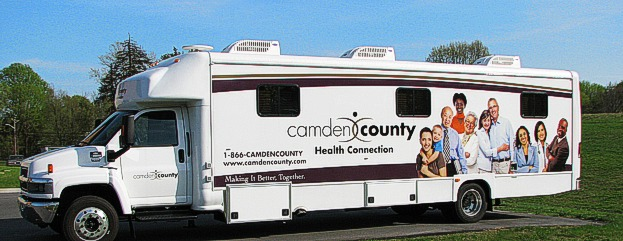 camdencounty
Health Connection
1-866-CAMDENCOUNTY
www.camdencounty.com
Making It Better, Together.
camdencounty